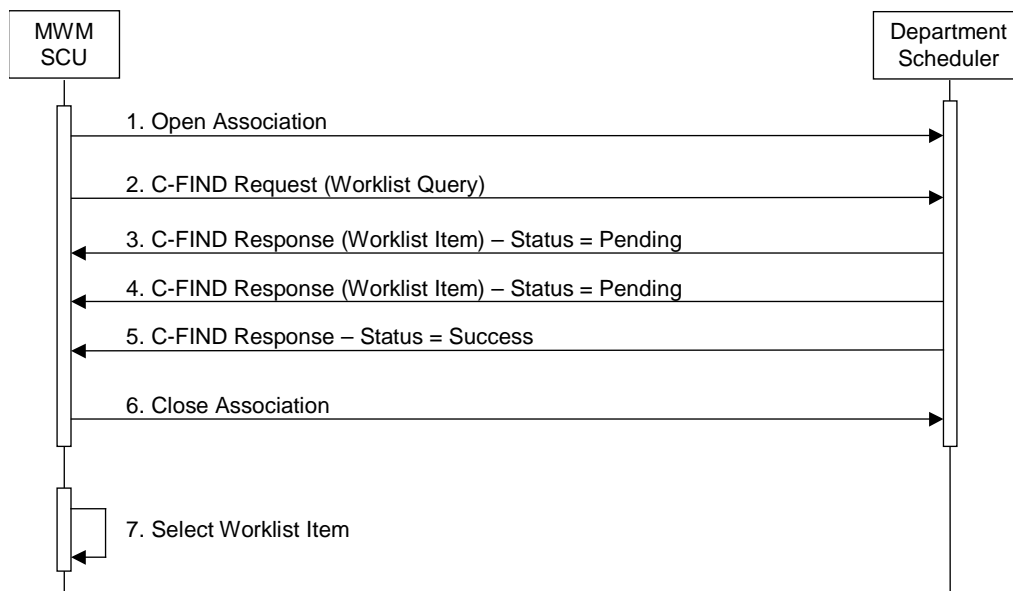 MWM
SCU
Department
Scheduler
1. Open Association
2. C-FIND Request (Worklist Query)
3. C-FIND Response (Worklist Item) – Status = Pending
4. C-FIND Response (Worklist Item) – Status = Pending
5. C-FIND Response – Status = Success
6. Close Association
7. Select Worklist Item